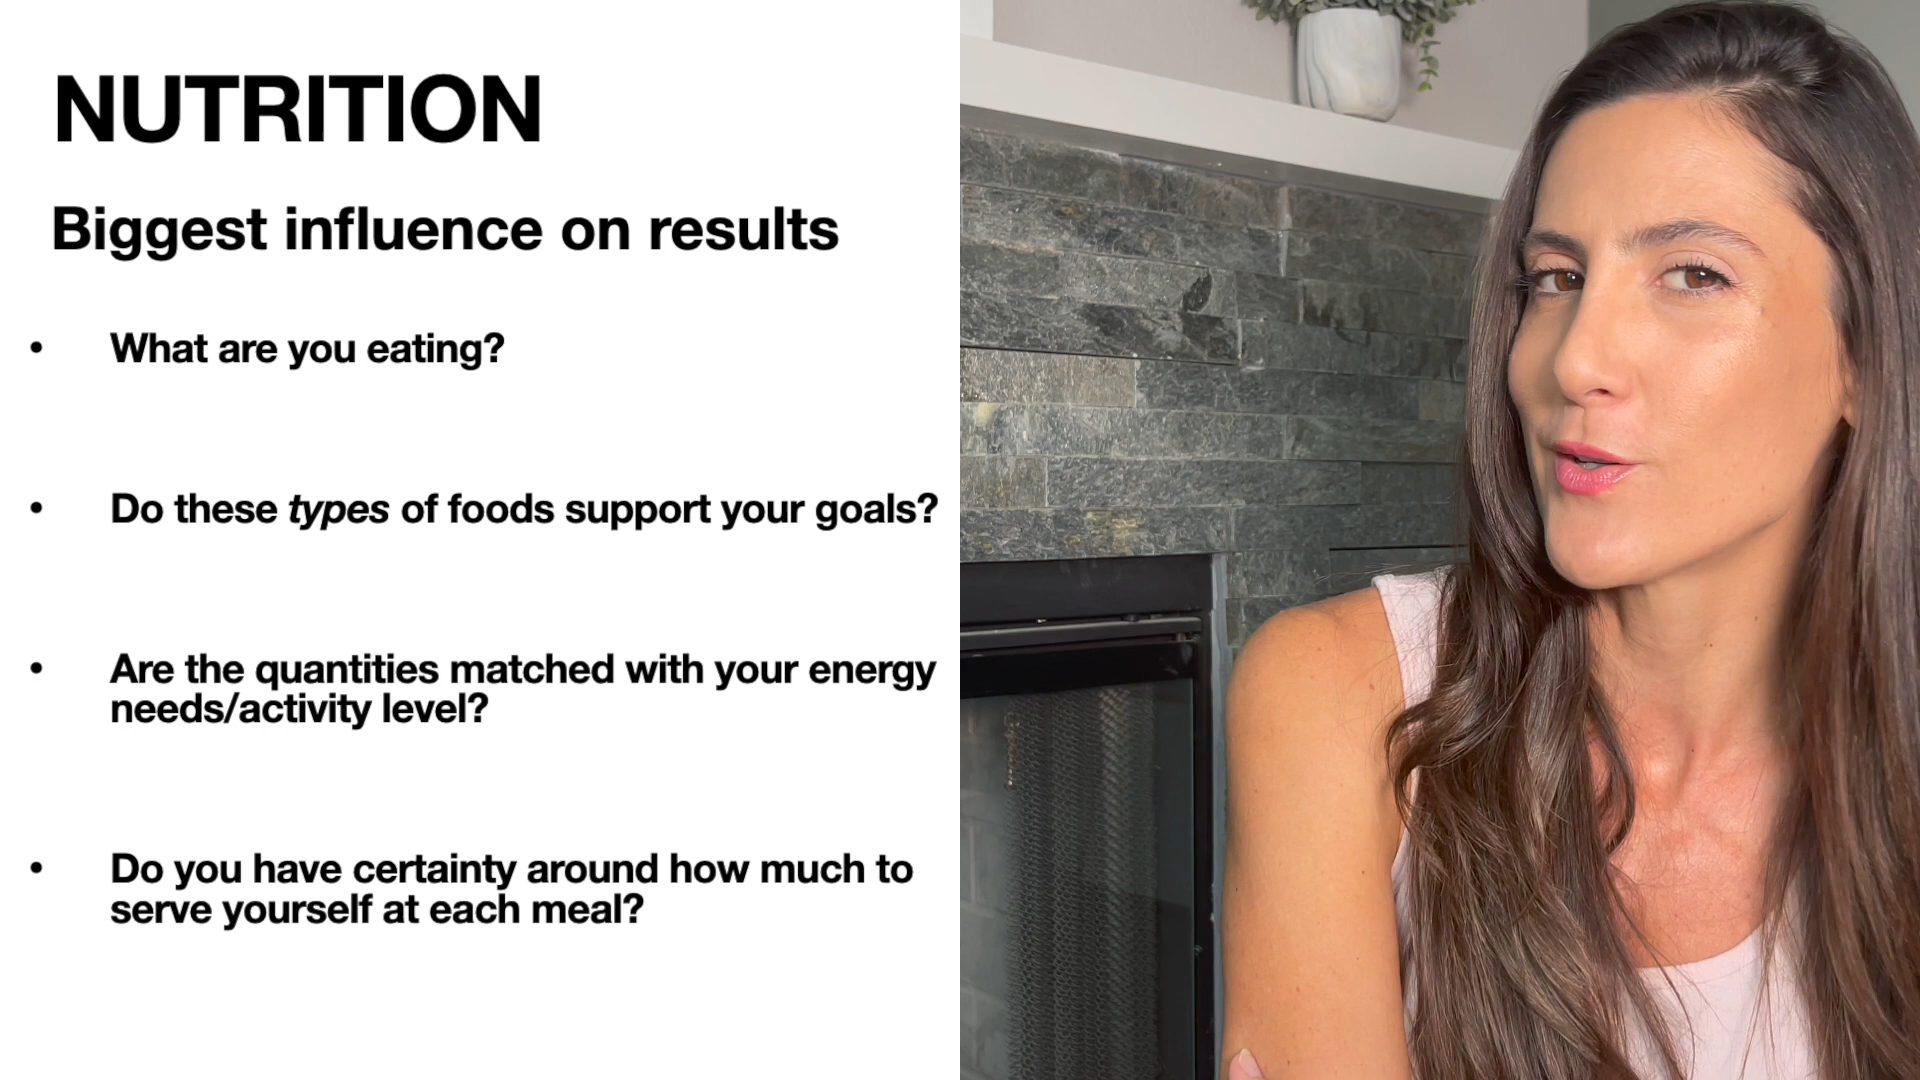 NUTRITION
Biggest influence on results
• What are you eating?
• Do these types of foods support your goals?
• Are the quantities matched with your energy
needs/activity level?
• Do you have certainty around how much to
serve yourself at each meal?